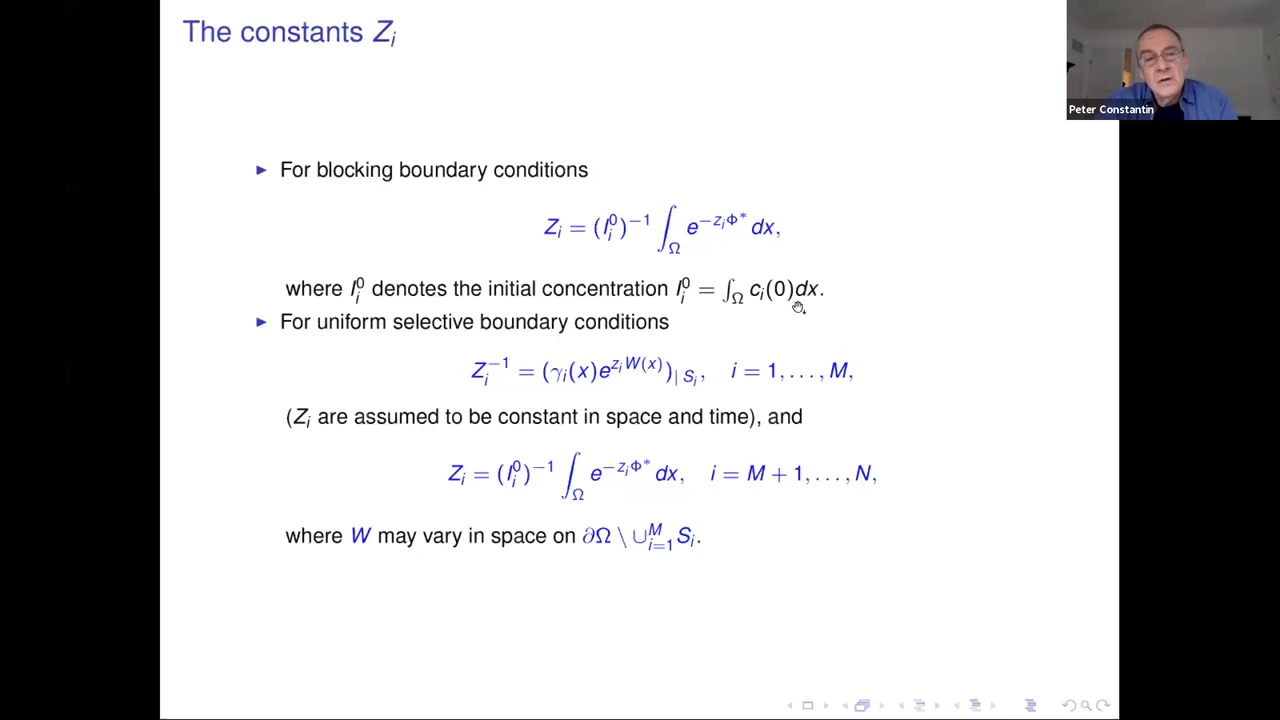 The constants Z_i
Peter Constantin
▶ For blocking boundary conditions
Z_i = (I_i^0)^{-1} ∫_Ω e^{-z_i Φ^*} dx,
where I_i^0 denotes the initial concentration I_i^0 = ∫_Ω c_i(0)dx.
▶ For uniform selective boundary conditions
Z_i^{-1} = (γ_i(x)e^{z_i W(x)})_{| S_i}, i = 1, . . . , M,
(Z_i are assumed to be constant in space and time), and
Z_i = (I_i^0)^{-1} ∫_Ω e^{-z_i Φ^*} dx, i = M + 1, . . . , N,
where W may vary in space on ∂Ω \ ∪_{i=1}^M S_i.